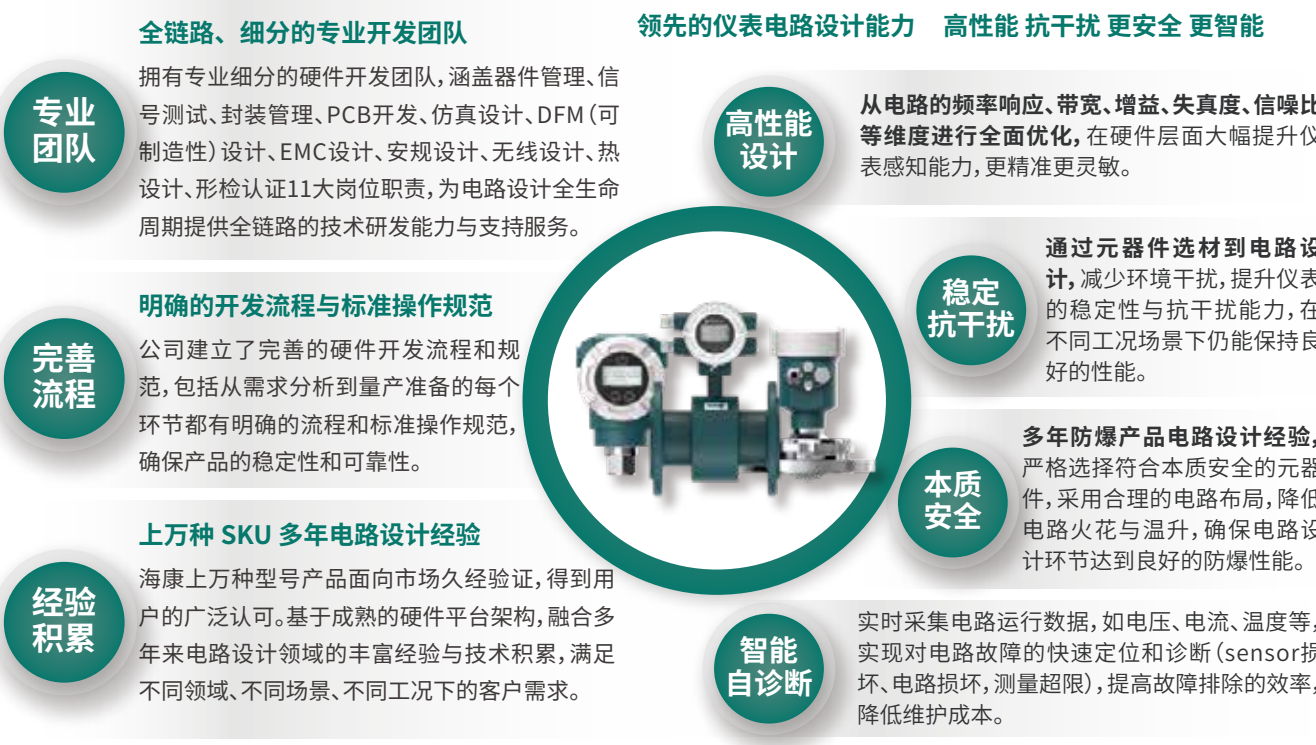 全链路、细分的专业开发团队
专业
团队
拥有专业细分的硬件开发团队,涵盖器件管理、信
号测试、封装管理、PCB开发、仿真设计、DFM(可
制造性)设计、EMC设计、安规设计、无线设计、热
设计、形检认证11大岗位职责,为电路设计全生命
周期提供全链路的技术研发能力与支持服务。
明确的开发流程与标准操作规范
完善
流程
公司建立了完善的硬件开发流程和规
范,包括从需求分析到量产准备的每个
环节都有明确的流程和标准操作规范,
确保产品的稳定性和可靠性。
上万种 SKU 多年电路设计经验
经验
积累
海康上万种型号产品面向市场久经验证,得到用
户的广泛认可。基于成熟的硬件平台架构,融合多
年来电路设计领域的丰富经验与技术积累,满足
不同领域、不同场景、不同工况下的客户需求。
领先的仪表电路设计能力 高性能 抗干扰 更安全 更智能
高性能
设计
从电路的频率响应、带宽、增益、失真度、信噪比
等维度进行全面优化,在硬件层面大幅提升仪
表感知能力,更精准更灵敏。
稳定
抗干扰
通过元器件选材到电路设
计,减少环境干扰,提升仪表
的稳定性与抗干扰能力,在
不同工况场景下仍能保持良
好的性能。
本质
安全
多年防爆产品电路设计经验,
严格选择符合本质安全的元器
件,采用合理的电路布局,降低
电路火花与温升,确保电路设
计环节达到良好的防爆性能。
智能
自诊断
实时采集电路运行数据,如电压、电流、温度等,
实现对电路故障的快速定位和诊断(sensor损
坏、电路损坏,测量超限),提高故障排除的效率,
降低维护成本。